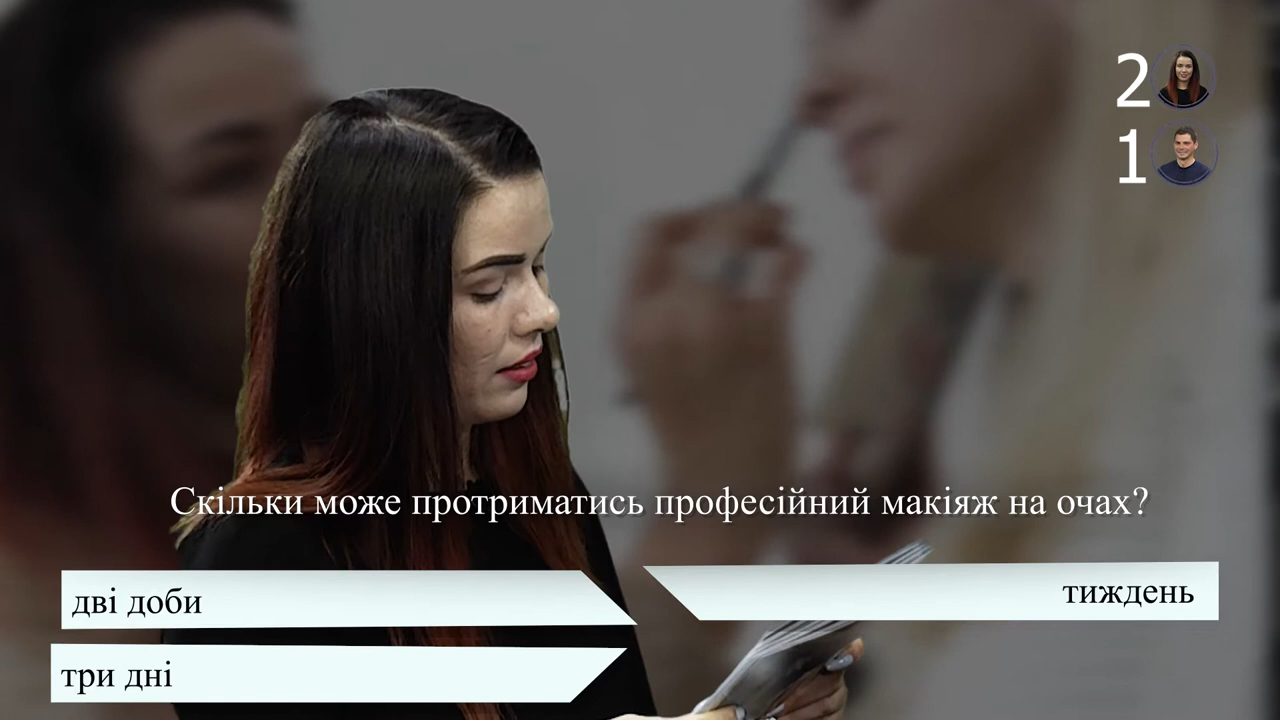 2
1
Скільки може протриматись професійний макіяж на очах?
дві доби
тиждень
три дні